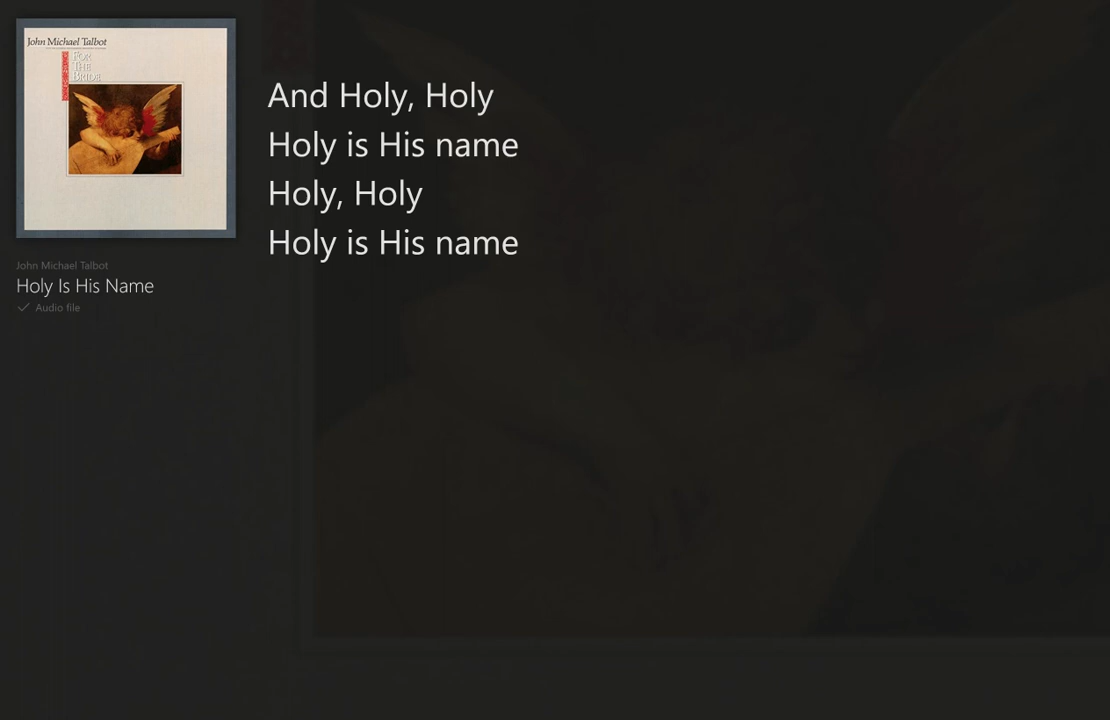 John Michael Talbot
FOR
THE
BRIDE
And Holy, Holy
Holy is His name
Holy, Holy
Holy is His name
John Michael Talbot
Holy Is His Name
Audio file